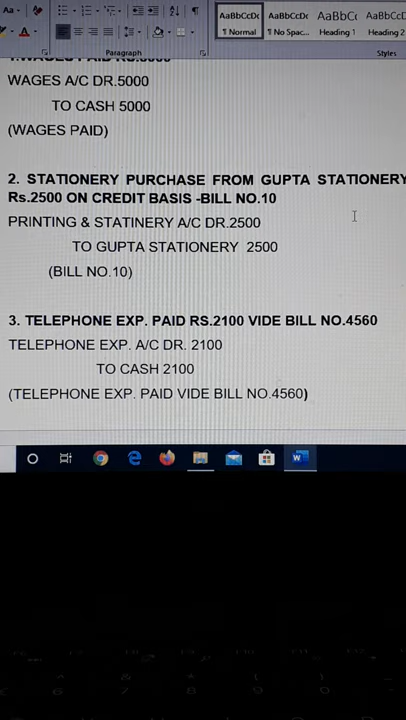 Aa
AaBbCcDc AaBbCcDc AaBbCc AaBbCcD
¶ Normal ¶ No Spac... Heading 1 Heading 2
Paragraph Styles
WAGES A/C DR.5000
TO CASH 5000
(WAGES PAID)
2. STATIONERY PURCHASE FROM GUPTA STATIONERY
Rs.2500 ON CREDIT BASIS -BILL NO.10
PRINTING & STATINERY A/C DR.2500
TO GUPTA STATIONERY 2500
(BILL NO.10)
3. TELEPHONE EXP. PAID RS.2100 VIDE BILL NO.4560
TELEPHONE EXP. A/C DR. 2100
TO CASH 2100
(TELEPHONE EXP. PAID VIDE BILL NO.4560)